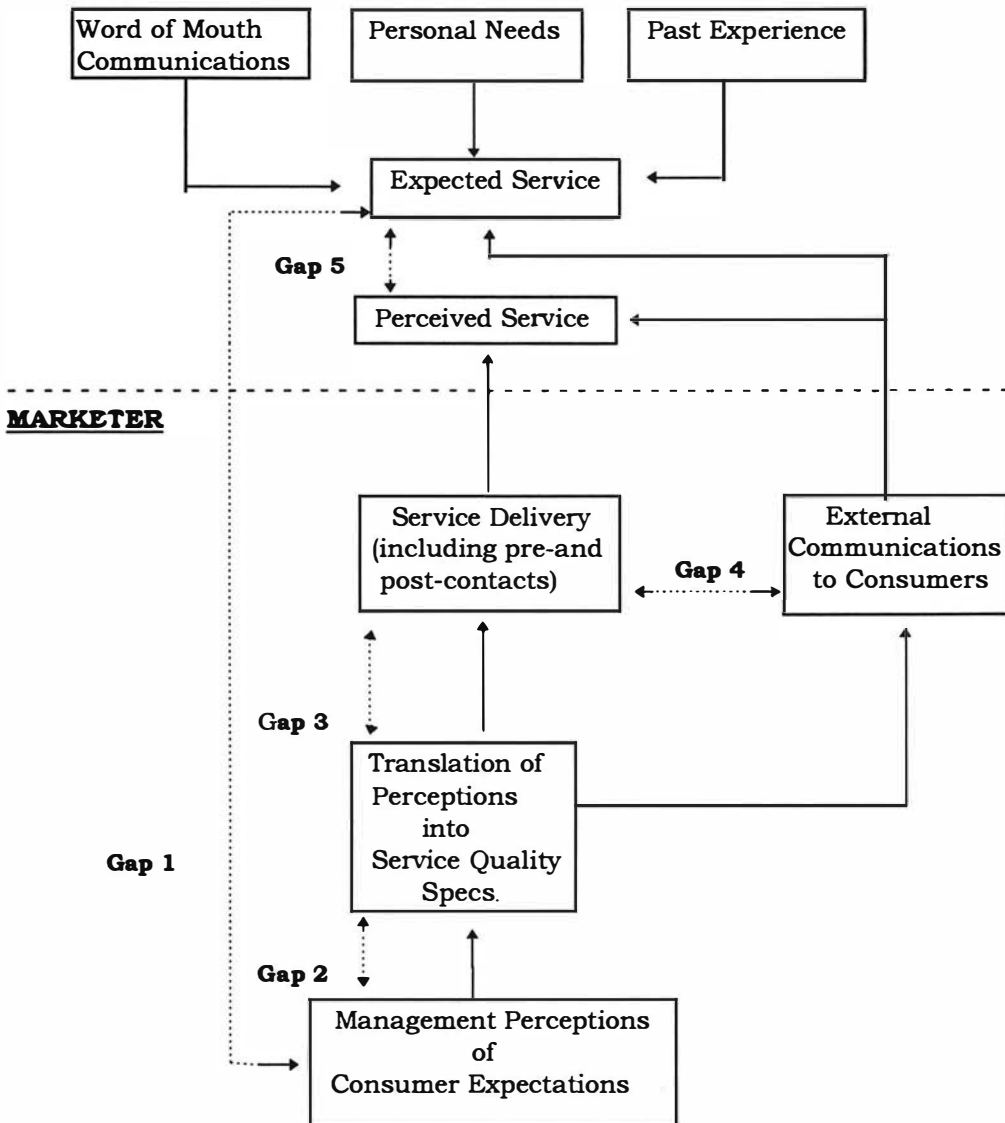 Word of Mouth
Communications
Personal Needs
Past Experience
Expected Service
Gap 5
Perceived Service
MARKETER
Service Delivery
(including pre-and
post-contacts)
Gap 4
External
Communications
to Consumers
Gap 3
Translation of
Perceptions
into
Service Quality
Specs.
Gap 1
Gap 2
Management Perceptions
of
Consumer Expectations